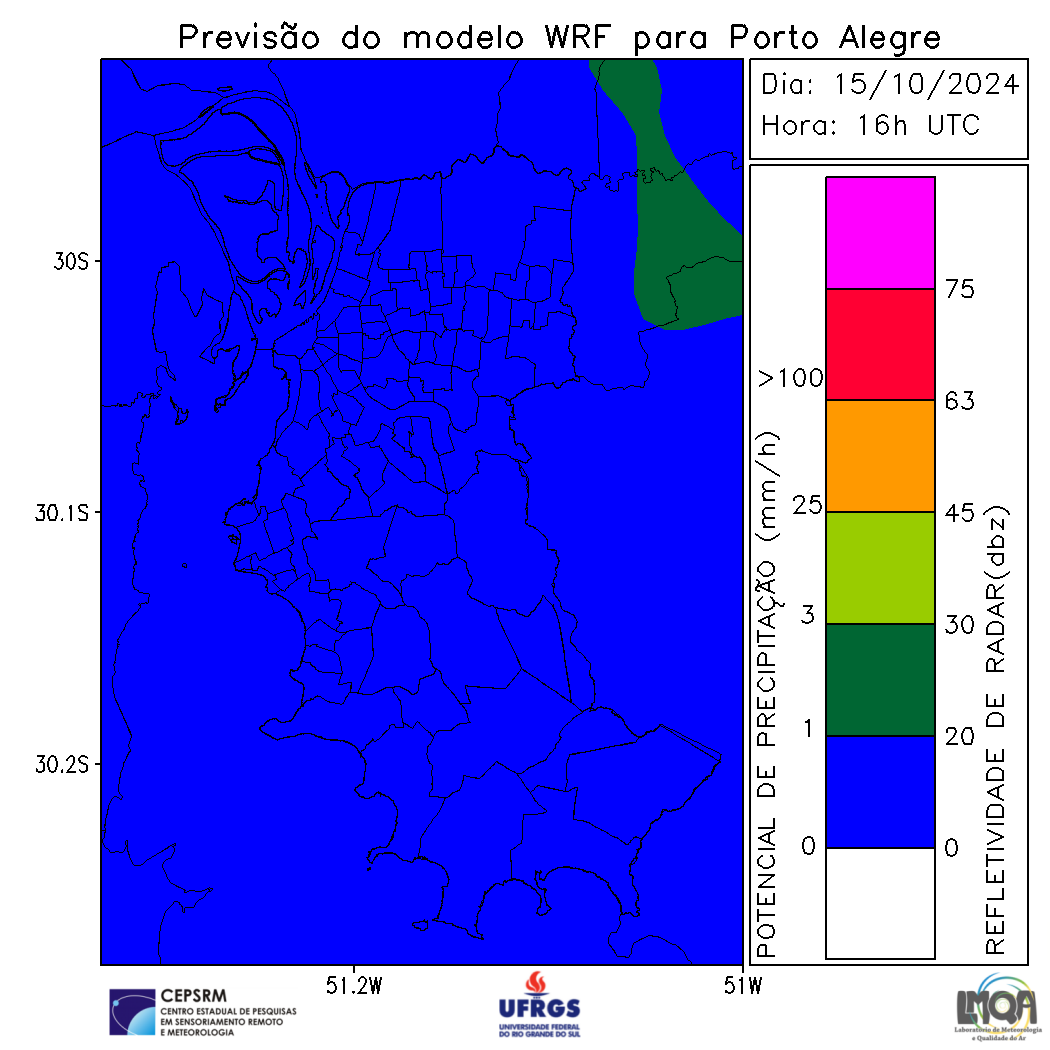 Previsão do modelo WRF para Porto Alegre
Dia: 15/10/2024
Hora: 16h UTC
30S
30.1S
30.2S
51.2W
51W
POTENCIAL DE PRECIPITAÇÃO (mm/h)
>100
25
3
1
0
75
63
45
30
20
0
REFLETIVIDADE DE RADAR(dbz)
CEPSRM
CENTRO ESTADUAL DE PESQUISAS
EM SENSORIAMENTO REMOTO
E METEOROLOGIA
UFRGS
UNIVERSIDADE FEDERAL
DO RIO GRANDE DO SUL
LMQA
Laboratório de Meteorologia
e Qualidade do Ar